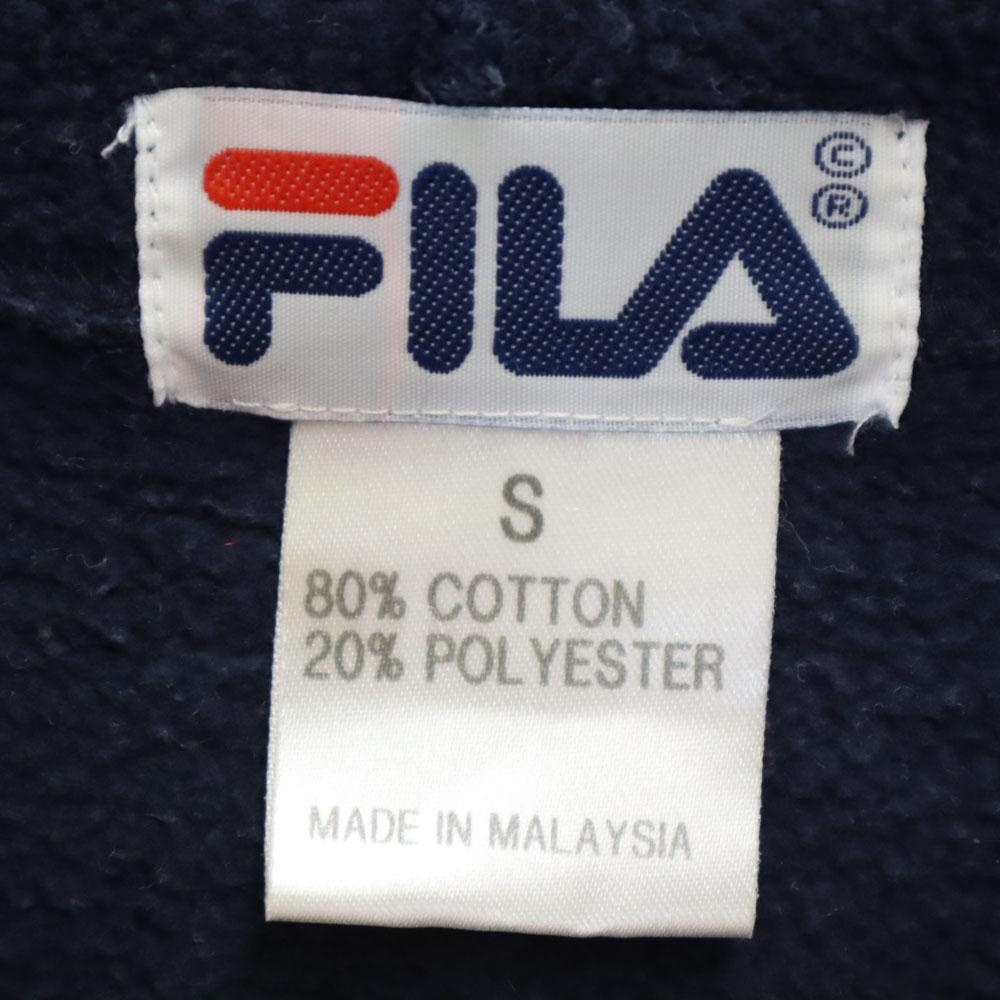 FILA © ®
S
80% COTTON
20% POLYESTER
MADE IN MALAYSIA